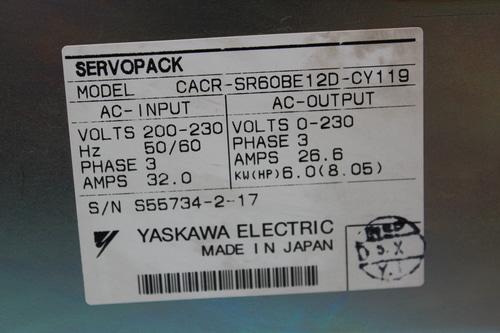 SERVOPACK
MODEL CACR-SR60BE12D-CY119
AC-INPUT AC-OUTPUT
VOLTS 200-230 VOLTS 0-230
Hz 50/60 PHASE 3
PHASE 3 AMPS 26.6
AMPS 32.0 KW(HP) 6.0(8.05)
S/N S55734-2-17
YASKAWA ELECTRIC
MADE IN JAPAN
Y.T